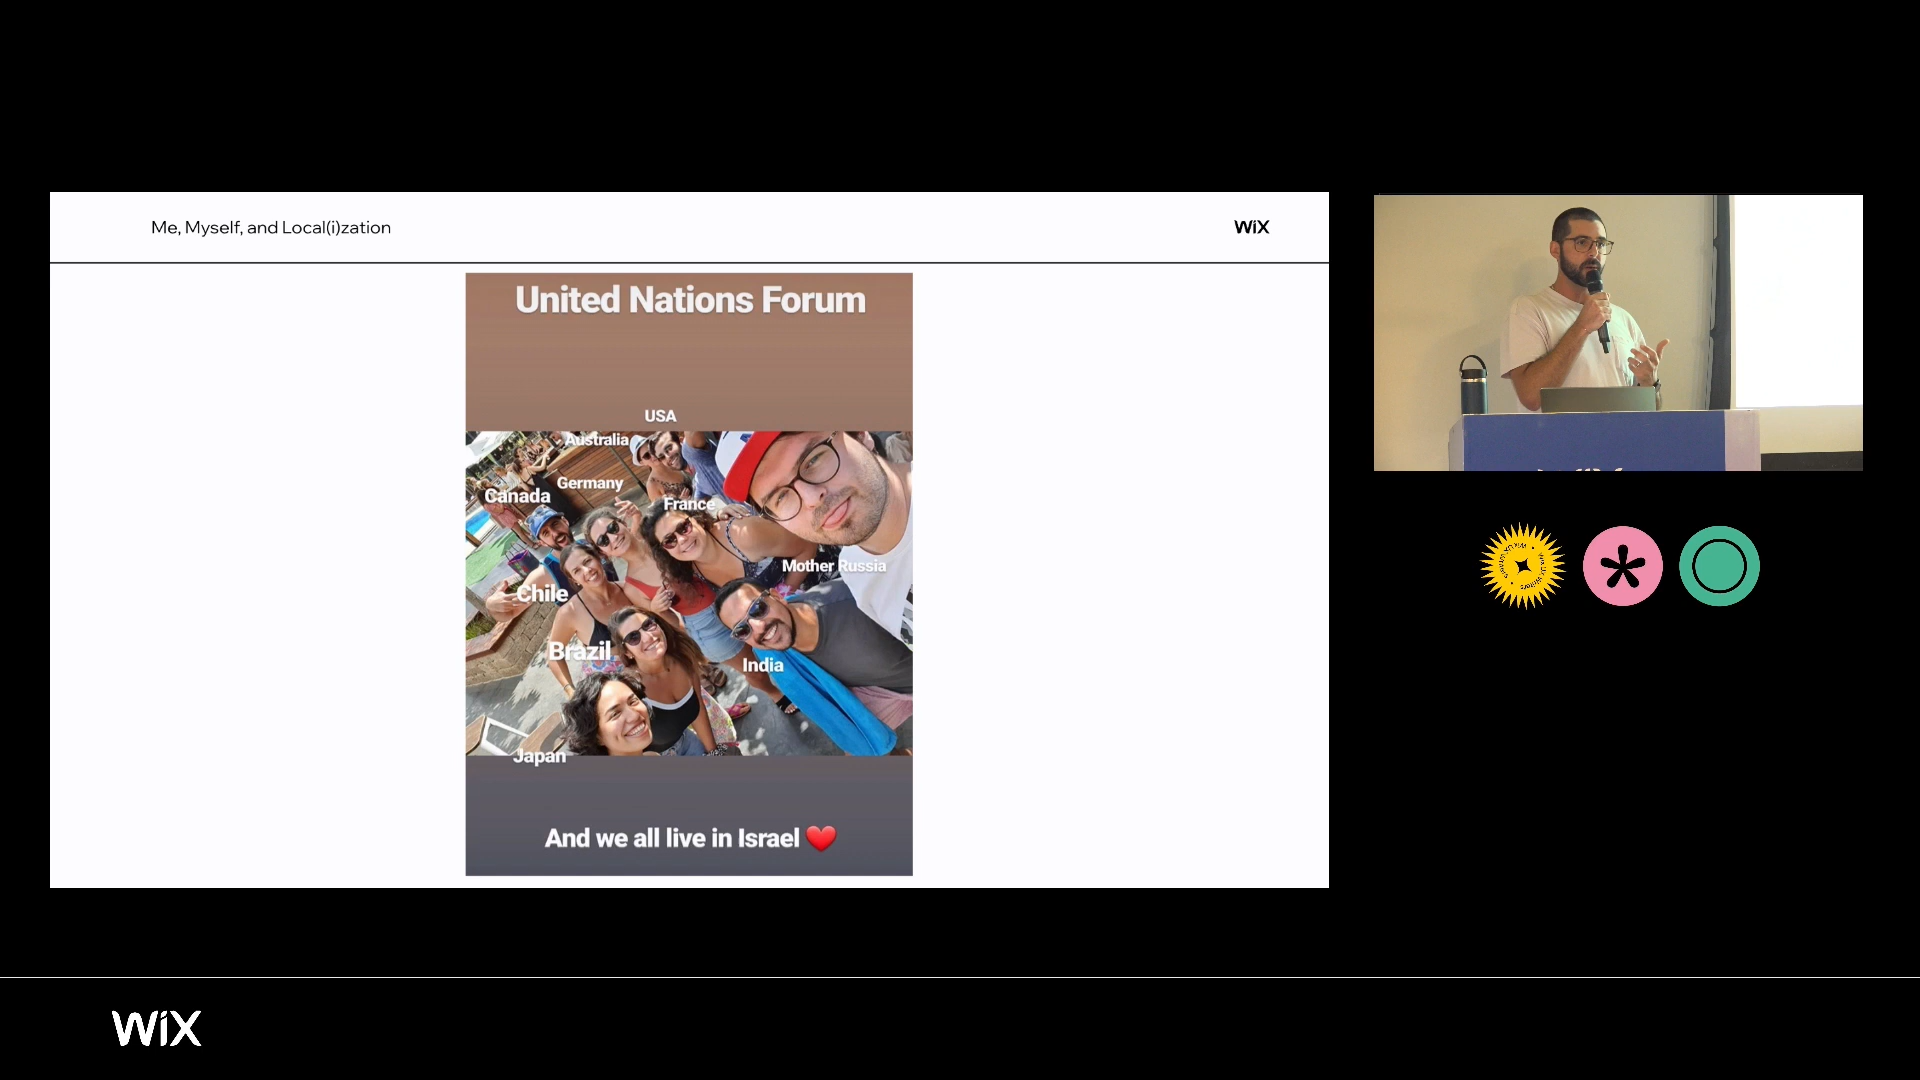 Me, Myself, and Local(i)zation
WiX
United Nations Forum
USA
Australia
Germany
Canada
France
Mother Russia
Chile
Brazil
India
Japan
And we all live in Israel ❤️
WiX